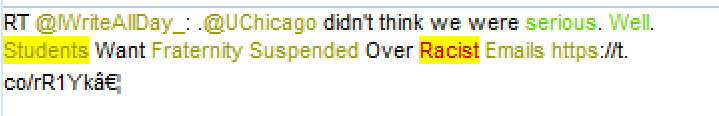 RT @IWriteAllDay_: .@UChicago didn't think we were serious. Well.
Students Want Fraternity Suspended Over Racist Emails https://t.
co/rR1Ykâ€¦